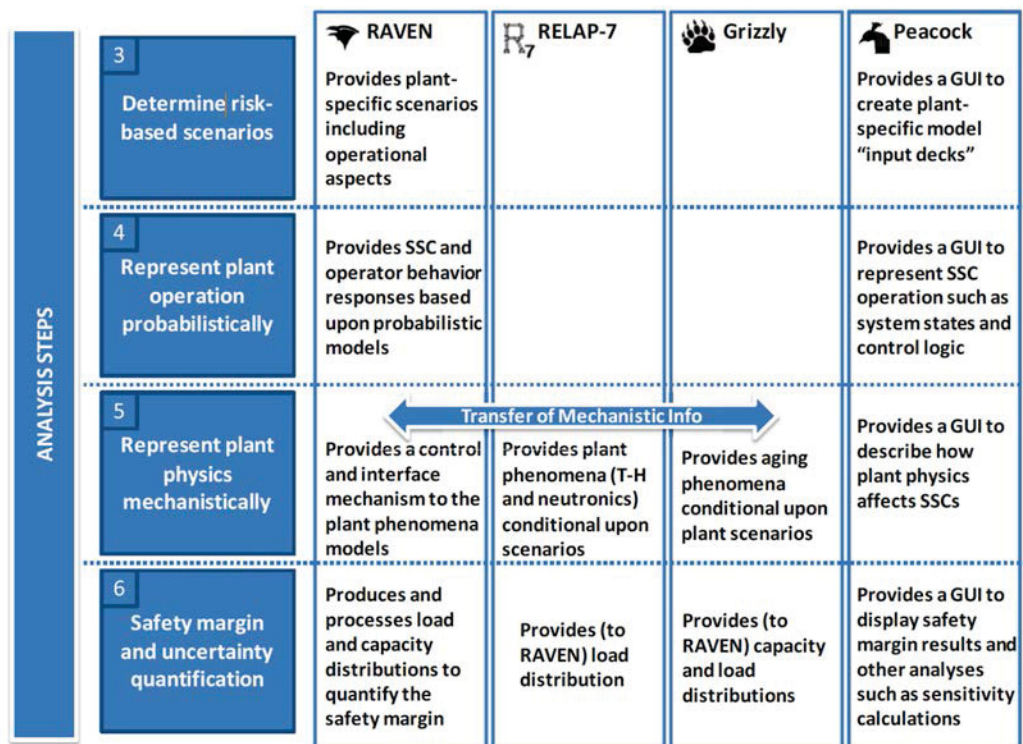 ANALYSIS STEPS
RAVEN
R7 RELAP-7
Grizzly
Peacock
3
Determine risk-
based scenarios
Provides plant-
specific scenarios
including
operational
aspects
Provides a GUI to
create plant-
specific model
“input decks”
4
Represent plant
operation
probabilistically
Provides SSC and
operator behavior
responses based
upon probabilistic
models
Provides a GUI to
represent SSC
operation such as
system states and
control logic
5
Represent plant
physics
mechanistically
Transfer of Mechanistic Info
Provides a control
and interface
mechanism to the
plant phenomena
models
Provides plant
phenomena (T-H
and neutronics)
conditional upon
scenarios
Provides aging
phenomena
conditional upon
plant scenarios
Provides a GUI to
describe how
plant physics
affects SSCs
6
Safety margin
and uncertainty
quantification
Produces and
processes load
and capacity
distributions to
quantify the
safety margin
Provides (to
RAVEN) load
distribution
Provides (to
RAVEN) capacity
and load
distributions
Provides a GUI to
display safety
margin results and
other analyses
such as sensitivity
calculations